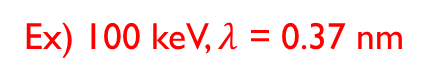 Ex) 100 keV, λ = 0.37 nm